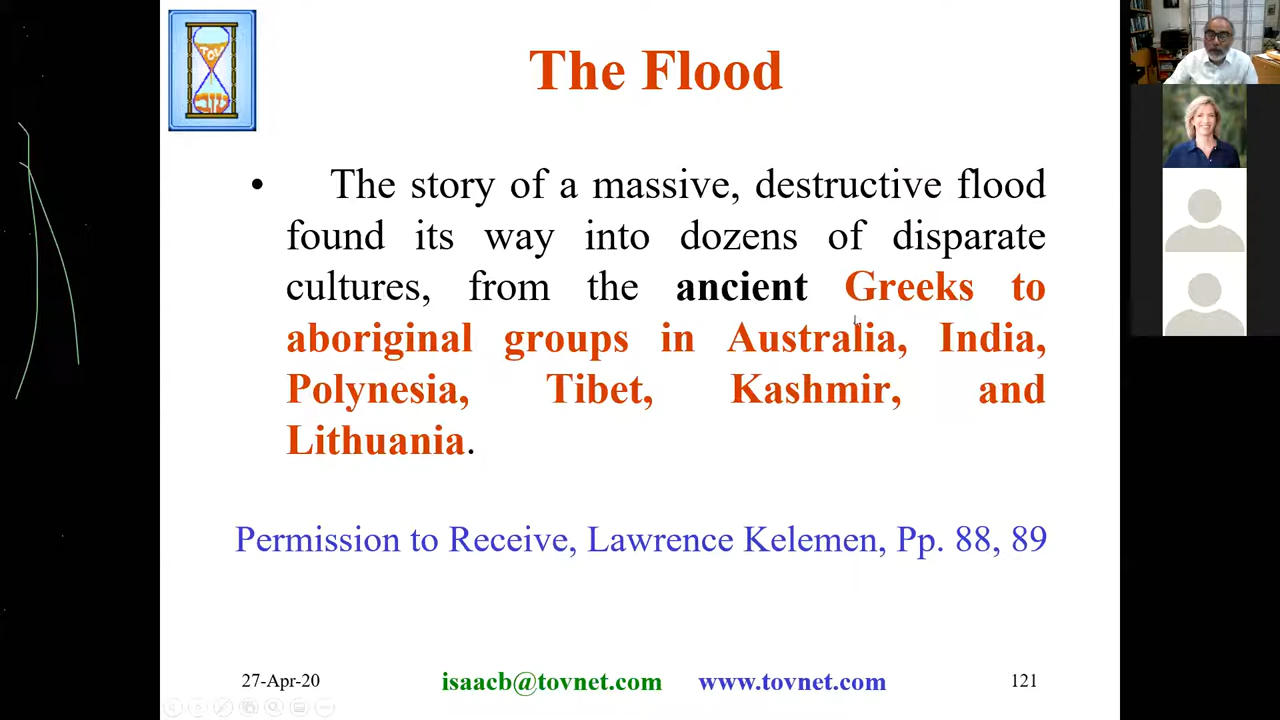 The Flood
• The story of a massive, destructive flood
found its way into dozens of disparate
cultures, from the ancient Greeks to
aboriginal groups in Australia, India,
Polynesia, Tibet, Kashmir, and
Lithuania.
Permission to Receive, Lawrence Kelemen, Pp. 88, 89
27-Apr-20 isaacb@tovnet.com www.tovnet.com 121